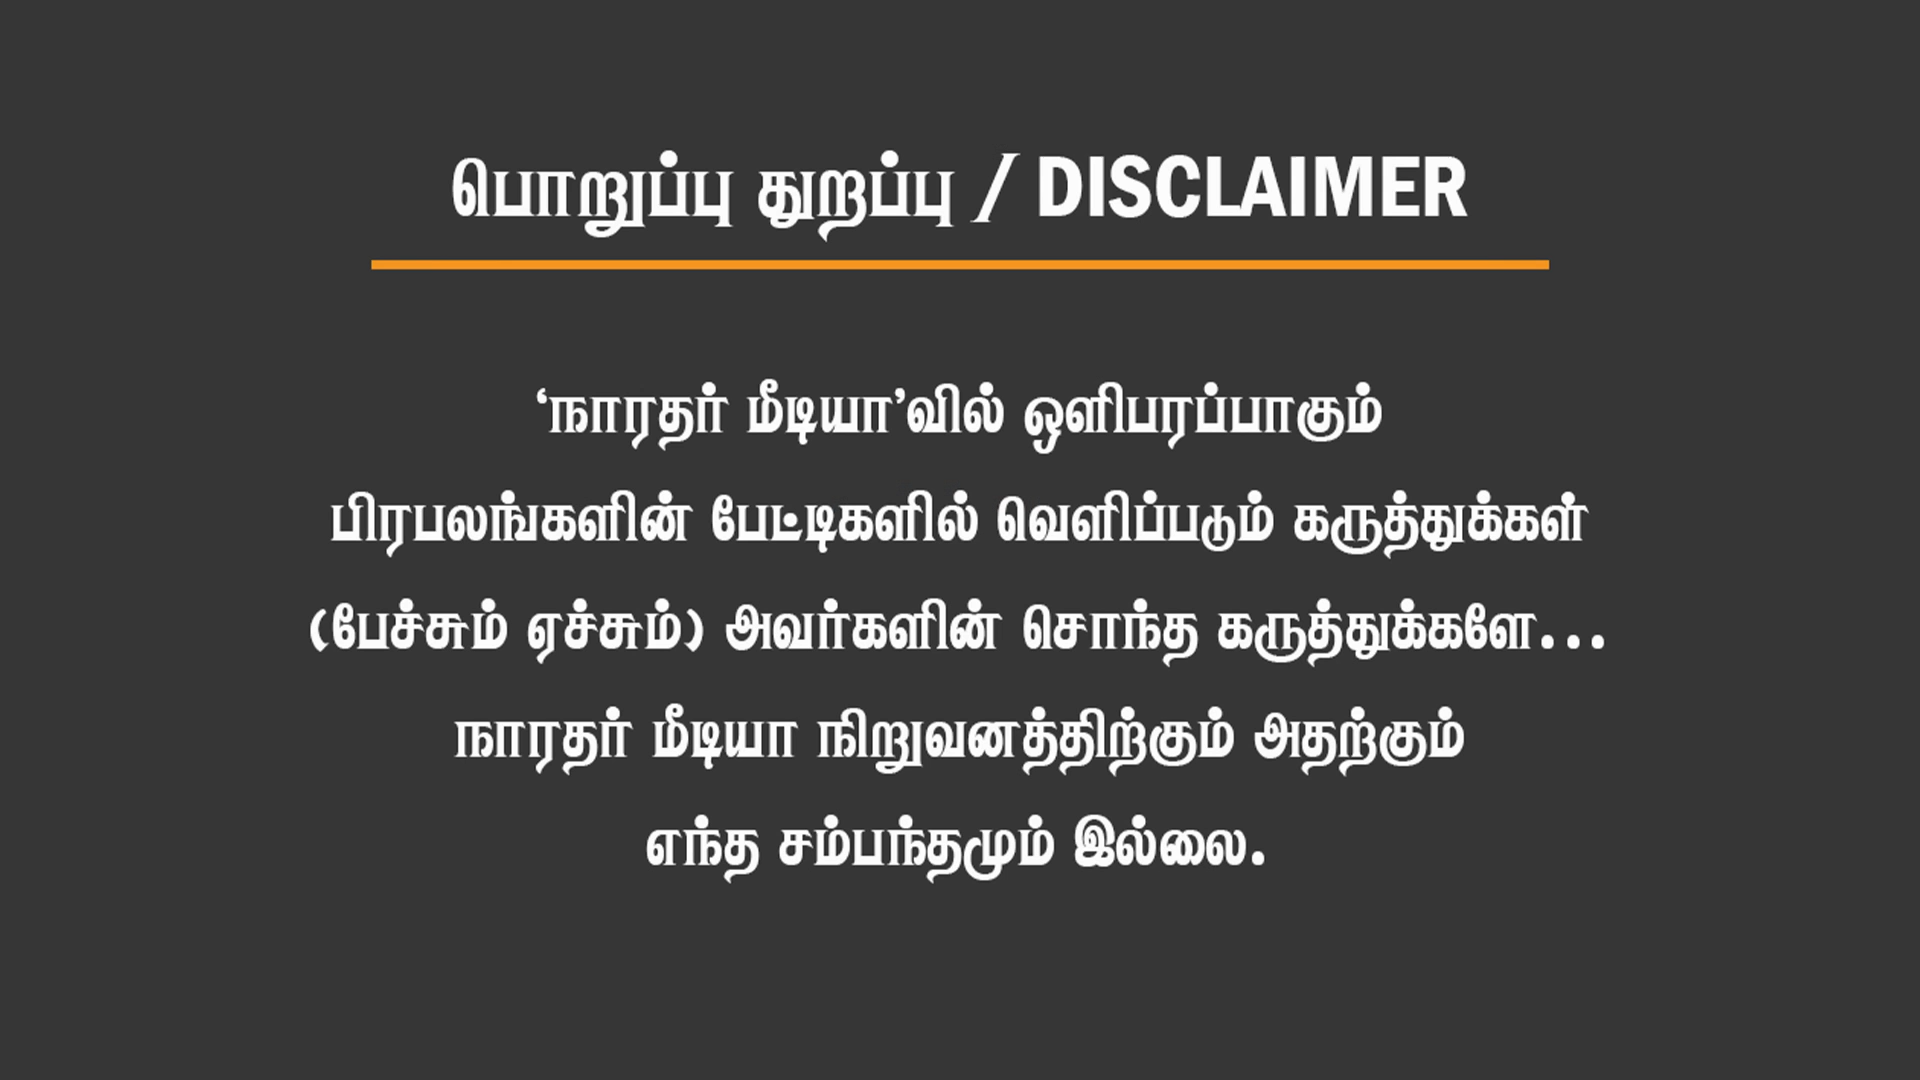 பொறுப்பு துறப்பு / DISCLAIMER
‘நாரதர் மீடியா’வில் ஒளிபரப்பாகும்
பிரபலங்களின் பேட்டிகளில் வெளிப்படும் கருத்துக்கள்
(பேச்சும் ஏச்சும்) அவர்களின் சொந்த கருத்துக்களே...
நாரதர் மீடியா நிறுவனத்திற்கும் அதற்கும்
எந்த சம்பந்தமும் இல்லை.